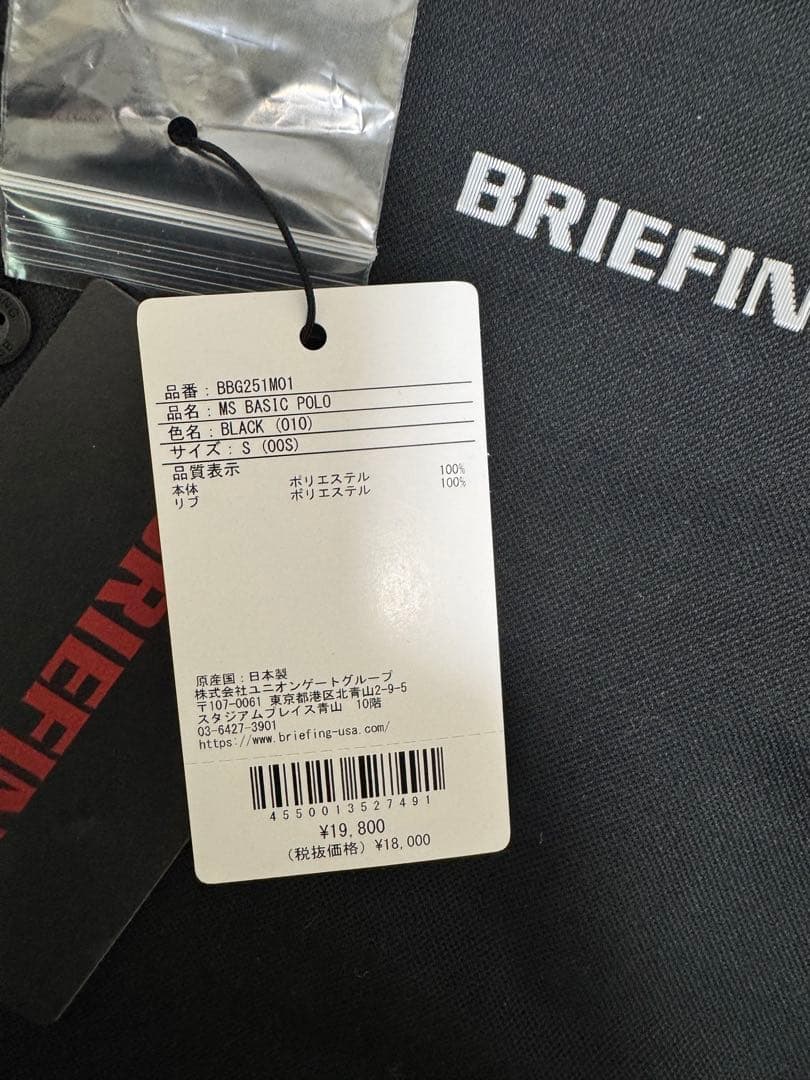 BRIEFIN
品番：BBG251M01
品名：MS BASIC POLO
色名：BLACK (010)
サイズ：S (00S)
品質表示
本体 ポリエステル 100%
リブ ポリエステル 100%
原産国：日本製
株式会社ユニオンゲートグループ
〒107-0061 東京都港区北青山2-9-5
スタジアムプレイス青山 10階
03-6427-3901
https://www.briefing-usa.com/
4550013527491
¥19,800
(税抜価格) ¥18,000
BRIEFIN